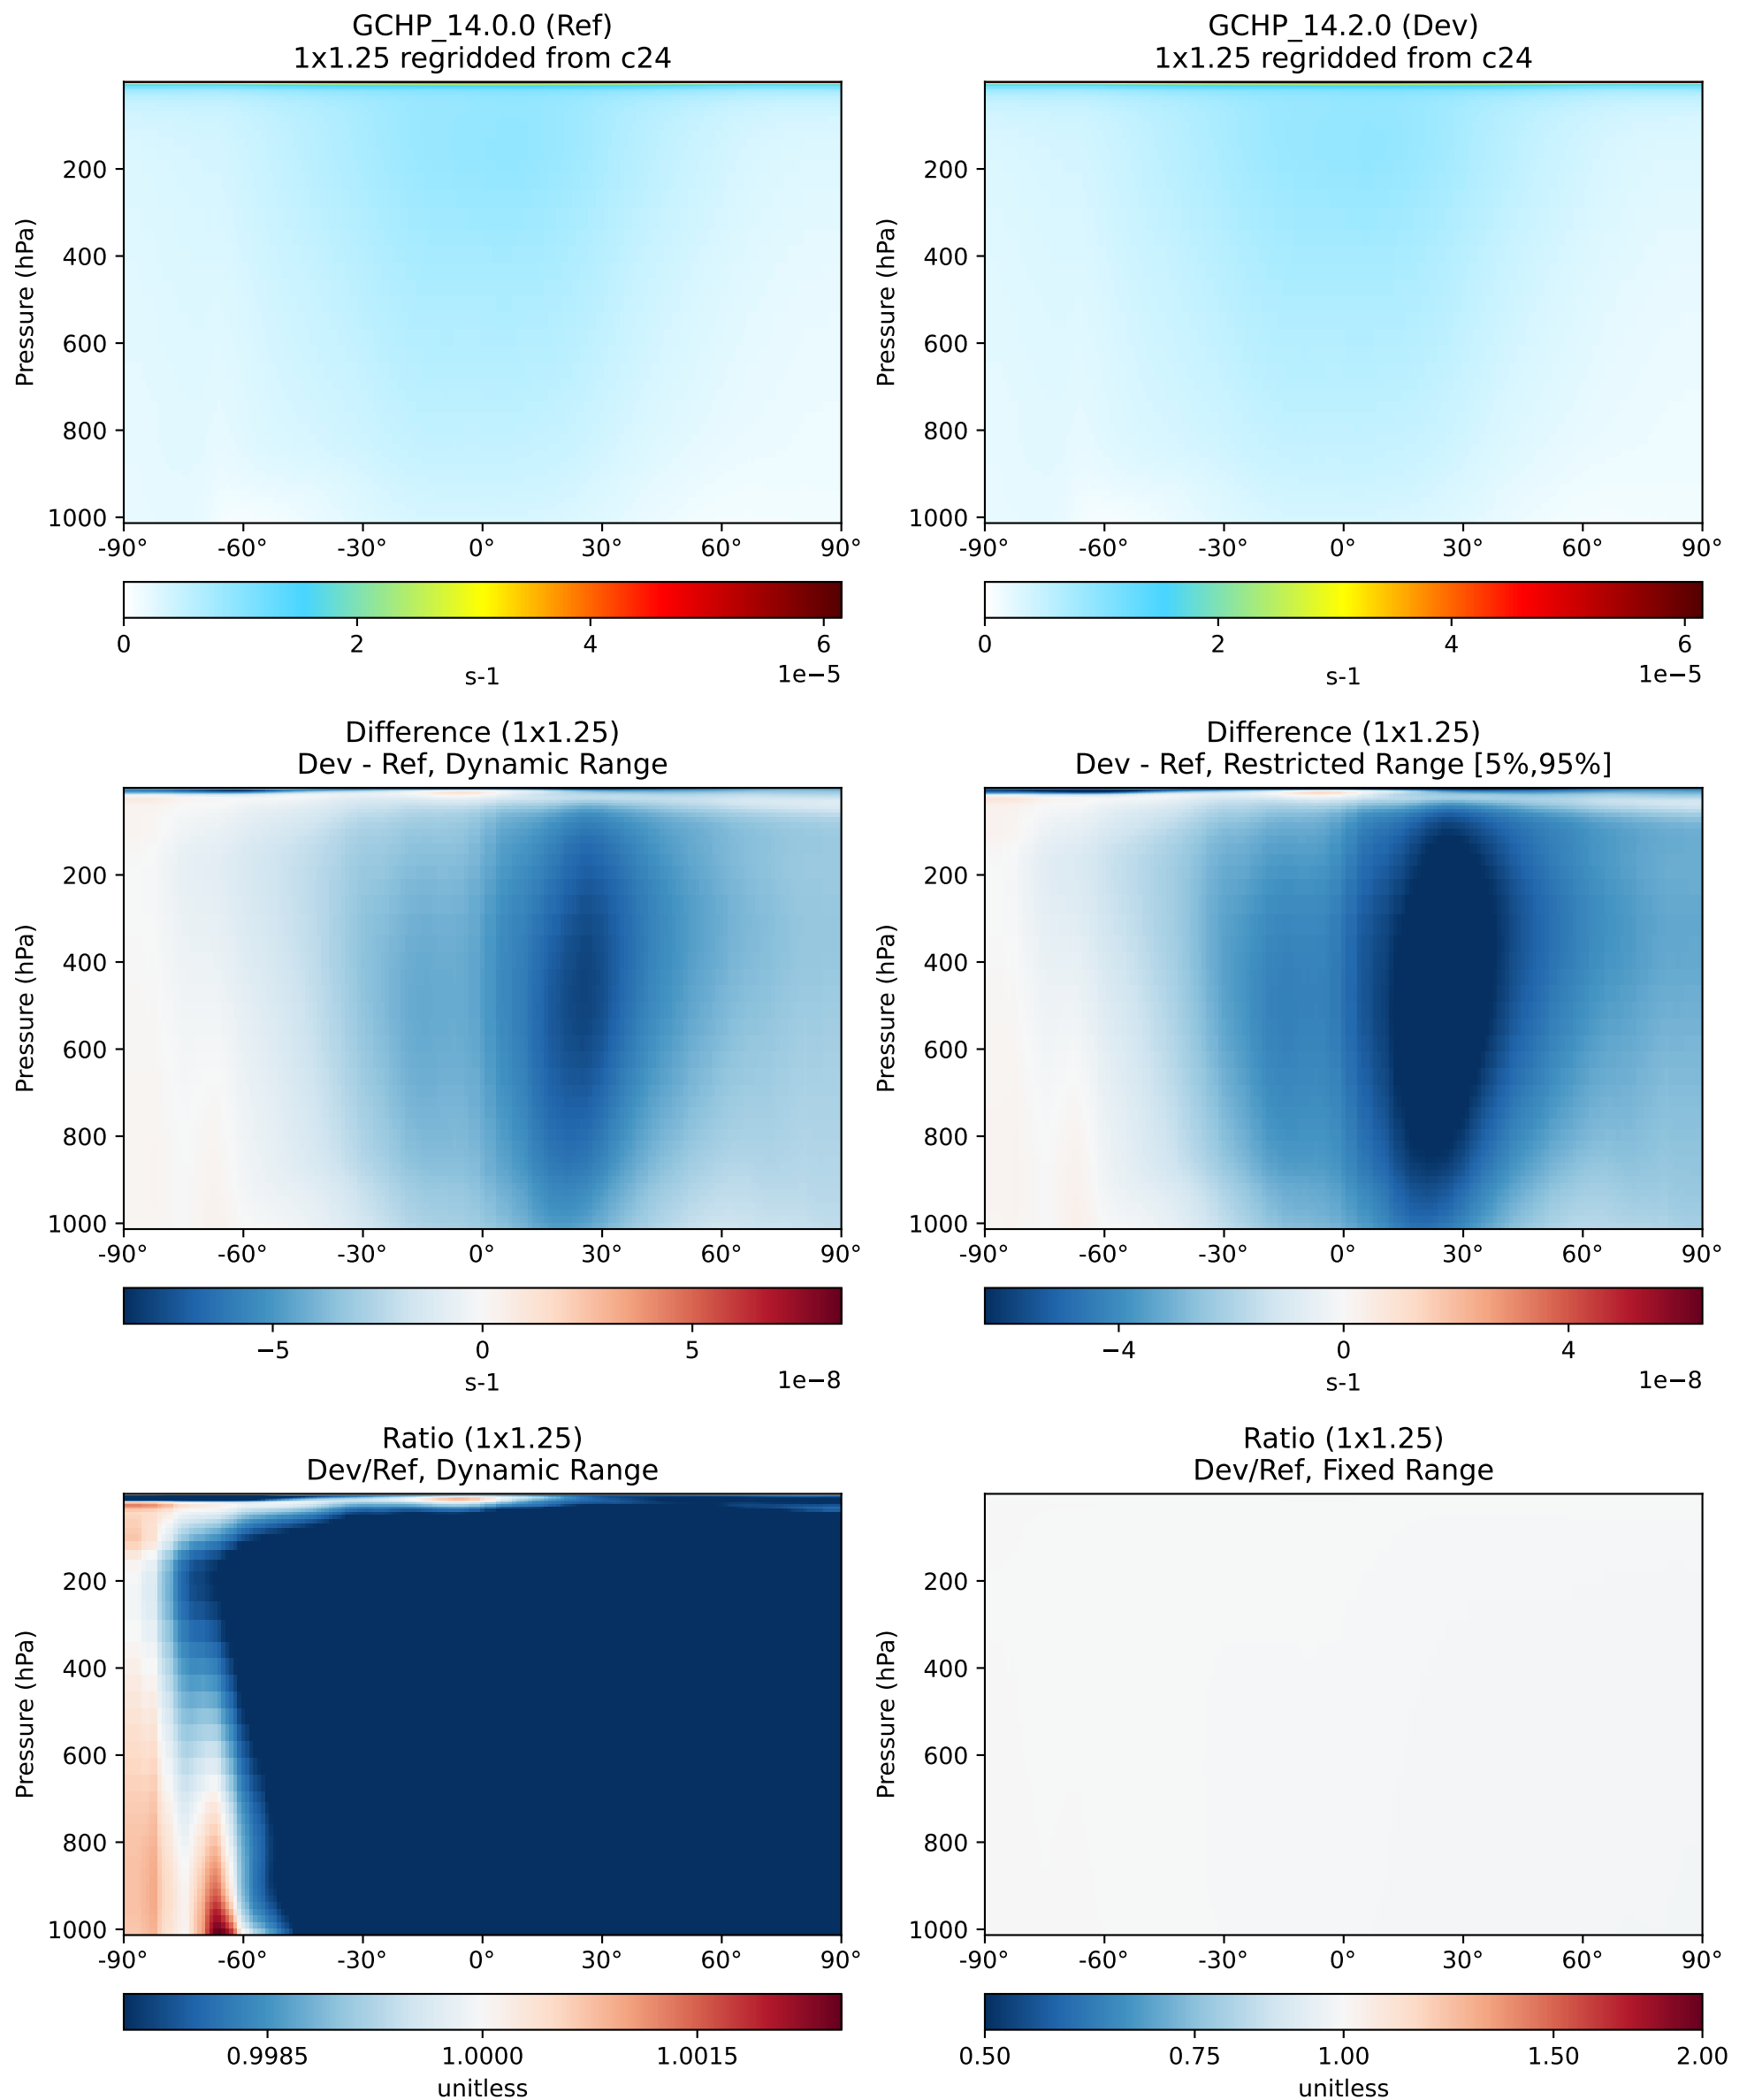 GCHP_14.0.0 (Ref)
1x1.25 regridded from c24
Pressure (hPa)
200
400
600
800
1000
-90° -60° -30° 0° 30° 60° 90°
0 2 4 6
s-1
1e−5
GCHP_14.2.0 (Dev)
1x1.25 regridded from c24
Pressure (hPa)
200
400
600
800
1000
-90° -60° -30° 0° 30° 60° 90°
0 2 4 6
s-1
1e−5
Difference (1x1.25)
Dev - Ref, Dynamic Range
Pressure (hPa)
200
400
600
800
1000
-90° -60° -30° 0° 30° 60° 90°
−5 0 5
s-1
1e−8
Difference (1x1.25)
Dev - Ref, Restricted Range [5%,95%]
Pressure (hPa)
200
400
600
800
1000
-90° -60° -30° 0° 30° 60° 90°
−4 0 4
s-1
1e−8
Ratio (1x1.25)
Dev/Ref, Dynamic Range
Pressure (hPa)
200
400
600
800
1000
-90° -60° -30° 0° 30° 60° 90°
0.9985 1.0000 1.0015
unitless
Ratio (1x1.25)
Dev/Ref, Fixed Range
Pressure (hPa)
200
400
600
800
1000
-90° -60° -30° 0° 30° 60° 90°
0.50 0.75 1.00 1.50 2.00
unitless